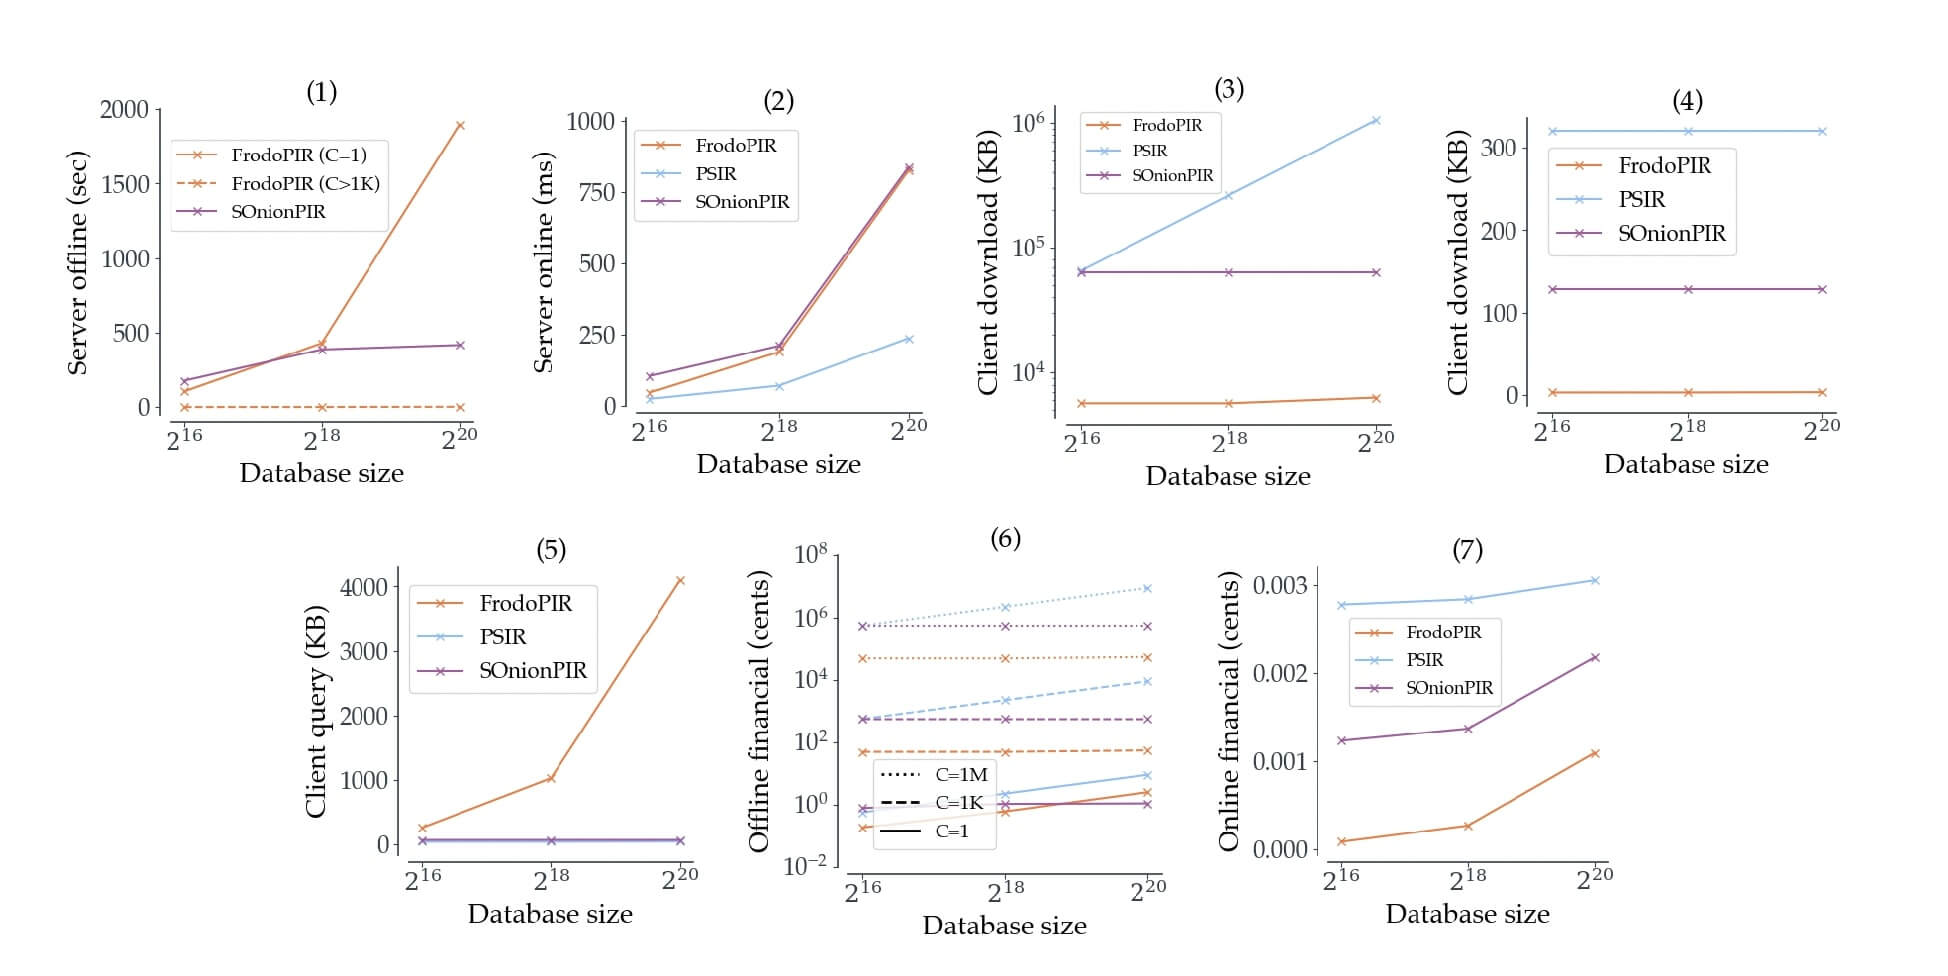 (1)
2000
1500
1000
500
0
Server offline (sec)
FrodoPIR (C−1)
FrodoPIR (C>1K)
SOnionPIR
2^16 2^18 2^20
Database size
(2)
1000
750
500
250
0
Server online (ms)
FrodoPIR
PSIR
SOnionPIR
2^16 2^18 2^20
Database size
(3)
10^6
10^5
10^4
Client download (KB)
FrodoPIR
PSIR
SOnionPIR
2^16 2^18 2^20
Database size
(4)
300
200
100
0
Client download (KB)
FrodoPIR
PSIR
SOnionPIR
2^16 2^18 2^20
Database size
(5)
4000
3000
2000
1000
0
Client query (KB)
FrodoPIR
PSIR
SOnionPIR
2^16 2^18 2^20
Database size
(6)
10^8
10^6
10^4
10^2
10^0
10^−2
Offline financial (cents)
C=1M
C=1K
C=1
2^16 2^18 2^20
Database size
(7)
0.003
0.002
0.001
0.000
Online financial (cents)
FrodoPIR
PSIR
SOnionPIR
2^16 2^18 2^20
Database size